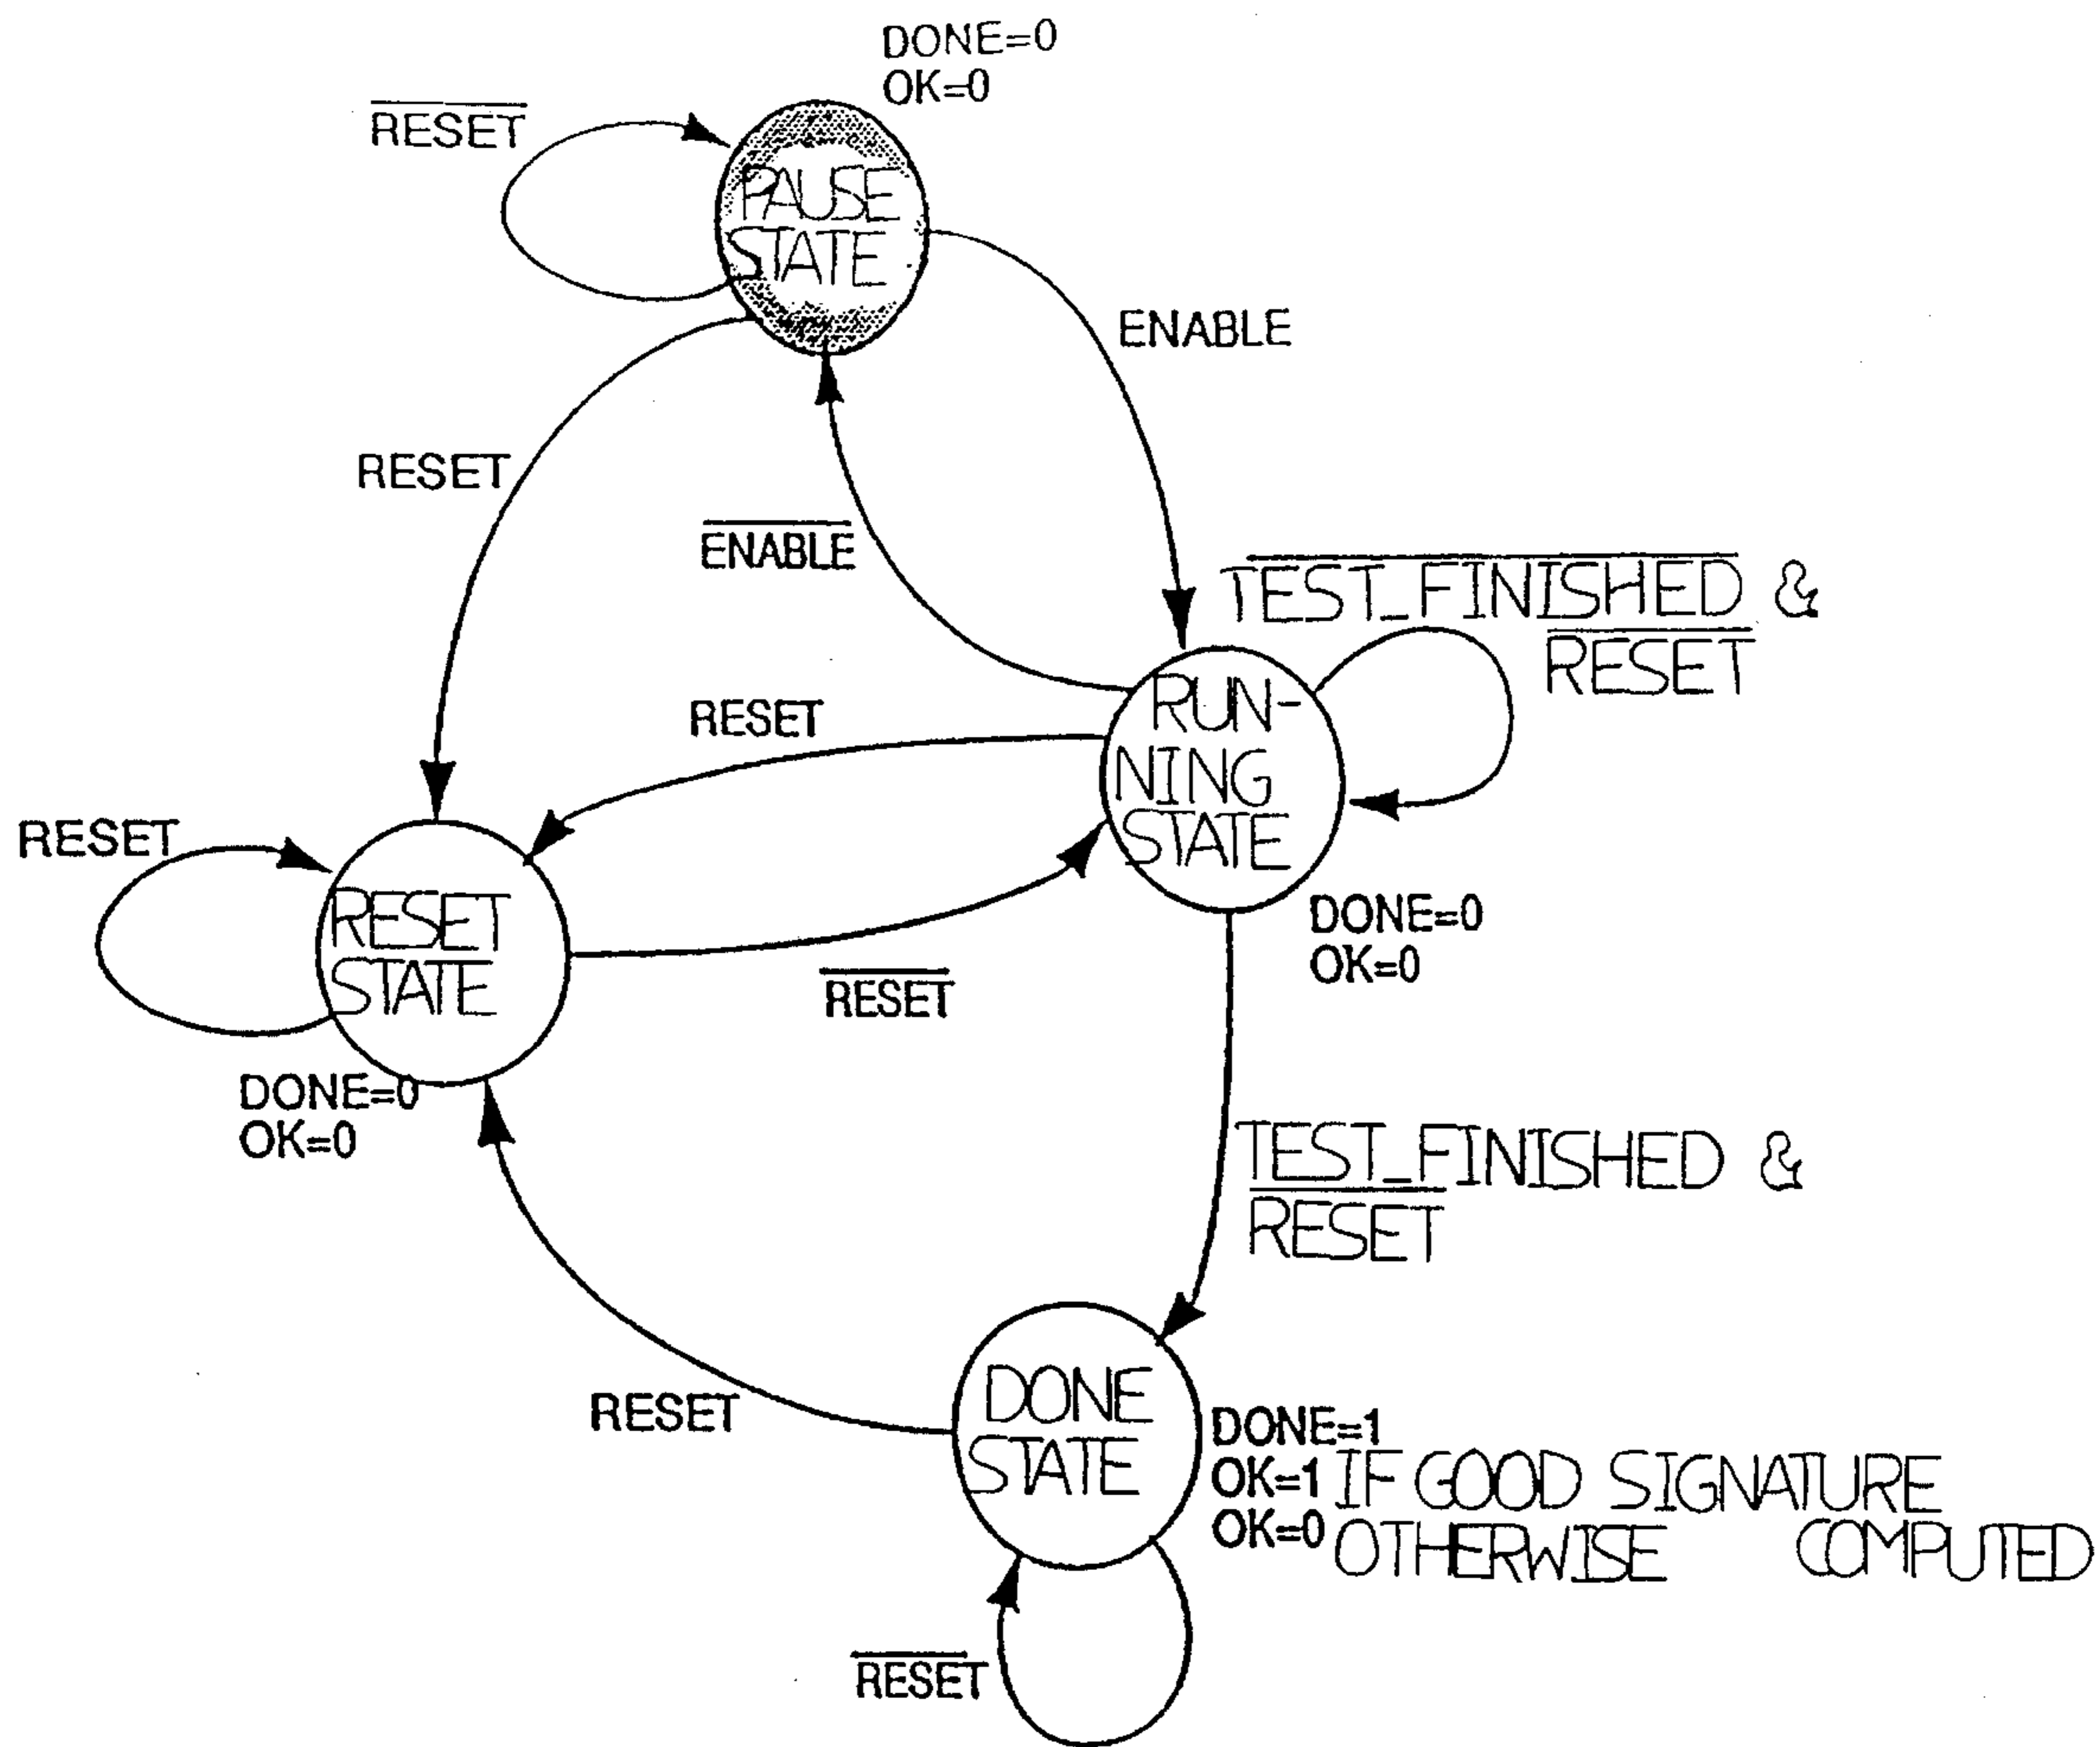 DONE=0
OK=0
RESET
PAUSE
STATE
ENABLE
RESET
ENABLE
TEST_FINISHED &
RESET
RUN-
NING
STATE
RESET
RESET
RESET
STATE
DONE=0
OK=0
RESET
DONE=0
OK=0
TEST_FINISHED &
RESET
DONE
STATE
RESET
DONE=1
OK=1 IF GOOD SIGNATURE
OK=0 OTHERWISE COMPUTED
RESET